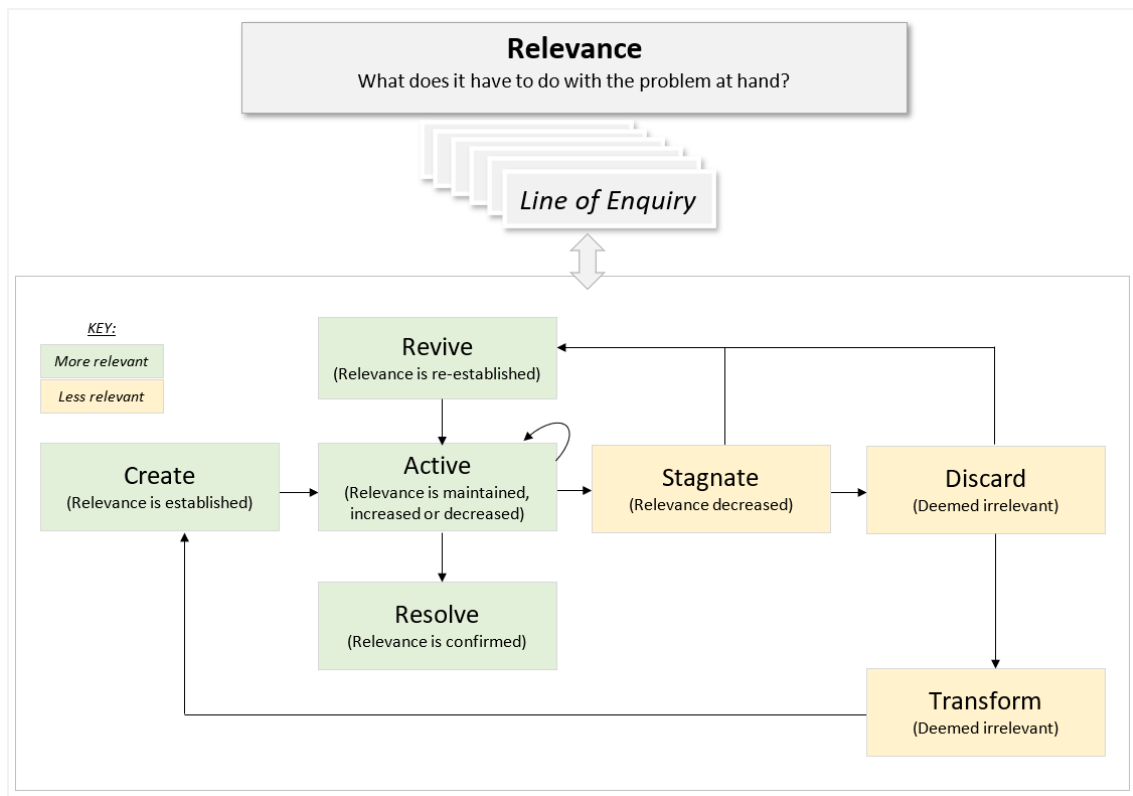 Relevance
What does it have to do with the problem at hand?
Line of Enquiry
KEY:
More relevant
Less relevant
Revive
(Relevance is re-established)
Create
(Relevance is established)
Active
(Relevance is maintained,
increased or decreased)
Stagnate
(Relevance decreased)
Discard
(Deemed irrelevant)
Resolve
(Relevance is confirmed)
Transform
(Deemed irrelevant)